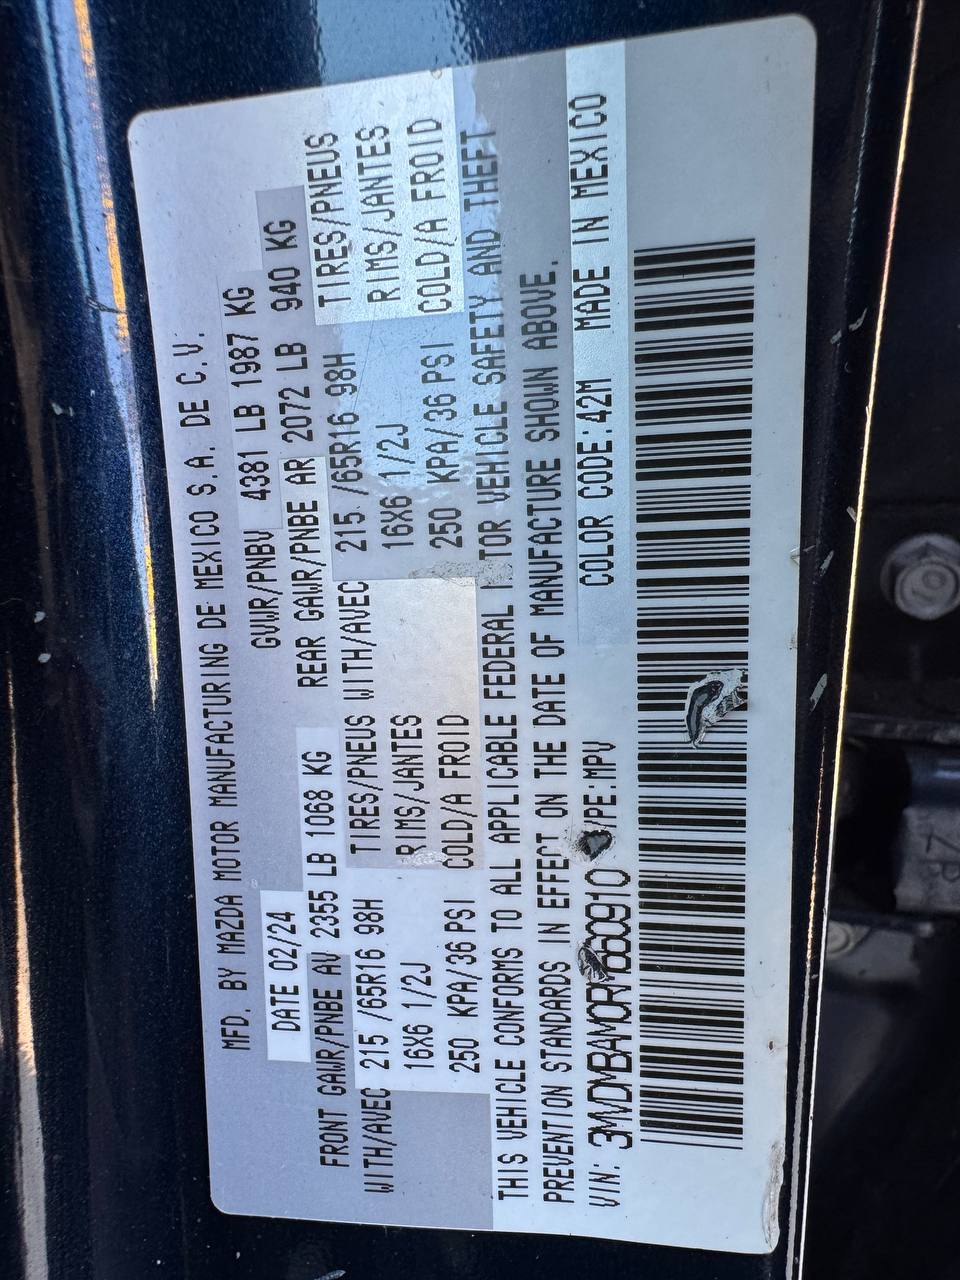 MFD. BY MAZDA MOTOR MANUFACTURING DE MEXICO S.A. DE C.V.
DATE 02/24 GVWR/PNBV 4381 LB 1987 KG
FRONT GAWR/PNBE AV 2355 LB 1068 KG REAR GAWR/PNBE AR 2072 LB 940 KG
WITH/AVEC 215 /65R16 98H TIRES/PNEUS WITH/AVEC 215 /65R16 98H TIRES/PNEUS
16X6 1/2J RIMS/JANTES 16X6 1/2J RIMS/JANTES
250 KPA/36 PSI COLD/A FROID 250 KPA/36 PSI COLD/A FROID
THIS VEHICLE CONFORMS TO ALL APPLICABLE FEDERAL TOR VEHICLE SAFETY AND THEFT
PREVENTION STANDARDS IN EFFECT ON THE DATE OF MANUFACTURE SHOWN ABOVE.
VIN: 3MVDMBAM0RM660910 YPE:MPV COLOR CODE:42M MADE IN MEXICO